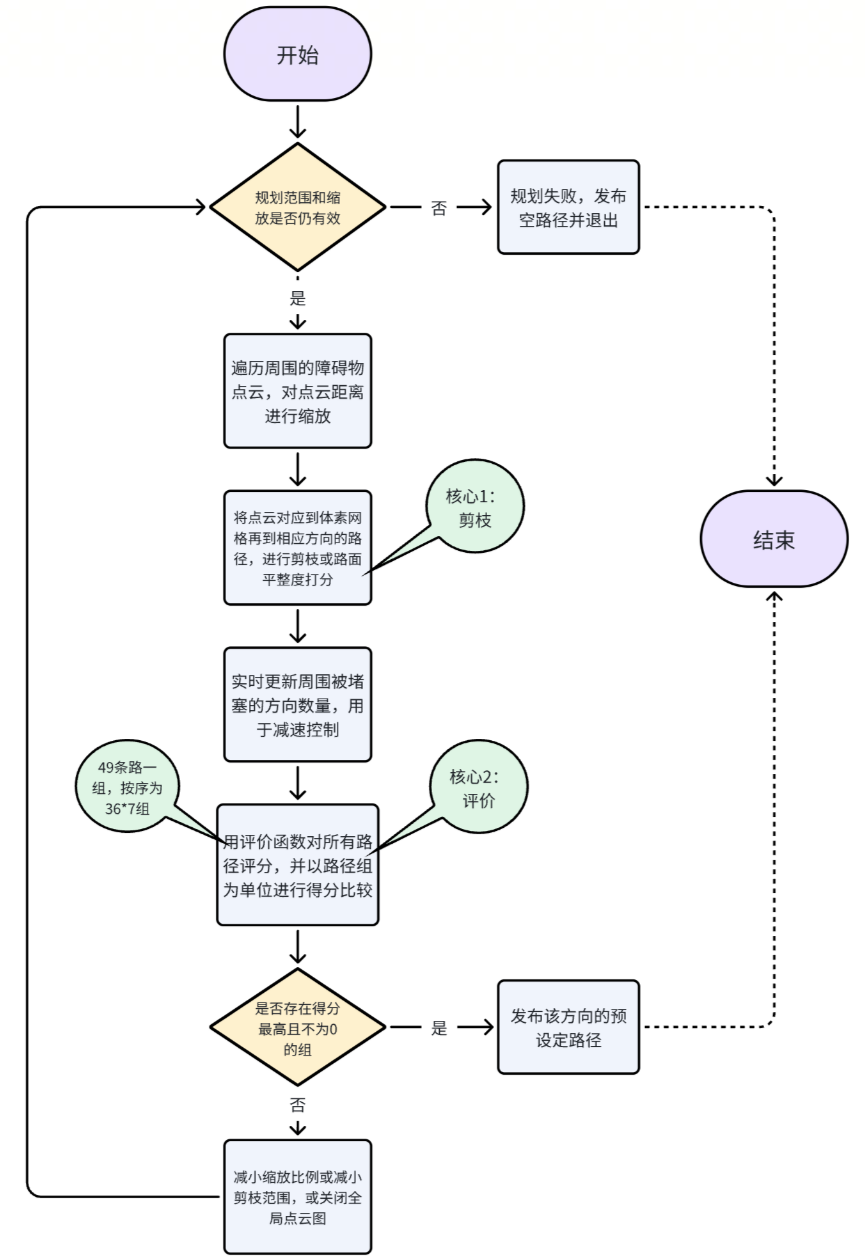 开始
规划范围和缩
放是否仍有效
否
规划失败，发布
空路径并退出
是
遍历周围的障碍物
点云，对点云距离
进行缩放
将点云对应到体素网
格再到相应方向的路
径，进行剪枝或路面
平整度打分
核心1：
剪枝
结束
实时更新周围被堵
塞的方向数量，用
于减速控制
49条路一
组，按序为
36*7组
核心2：
评价
用评价函数对所有路
径评分，并以路径组
为单位进行得分比较
是否存在得分
最高且不为0
的组
是
发布该方向的预
设定路径
否
减小缩放比例或减小
剪枝范围，或关闭全
局点云图